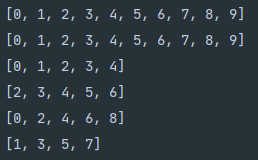 [0, 1, 2, 3, 4, 5, 6, 7, 8, 9]
[0, 1, 2, 3, 4, 5, 6, 7, 8, 9]
[0, 1, 2, 3, 4]
[2, 3, 4, 5, 6]
[0, 2, 4, 6, 8]
[1, 3, 5, 7]